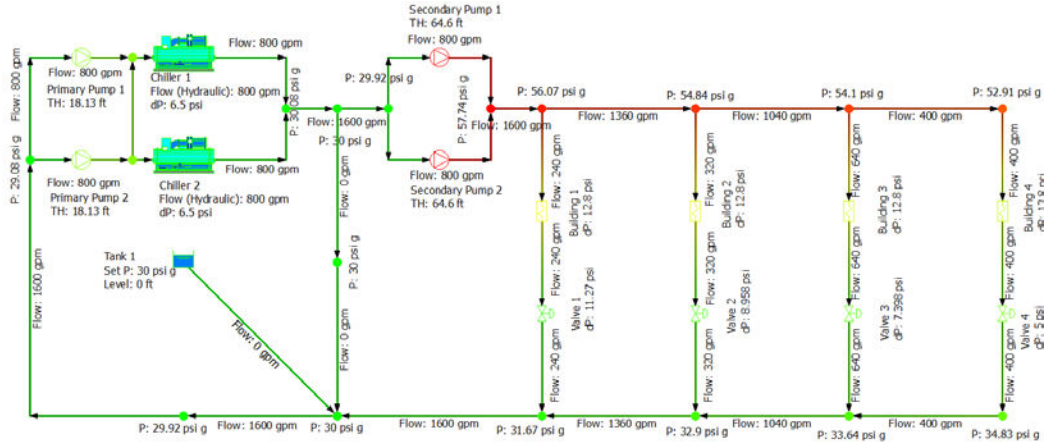 Secondary Pump 1
TH: 64.6 ft
Flow: 800 gpm
Flow: 800 gpm
Flow: 800 gpm
Flow: 800 gpm
Primary Pump 1
TH: 18.13 ft
Chiller 1
Flow (Hydraulic): 800 gpm
dP: 6.5 psi
P: 29.92 psi g
P: 57.74 psi g
P: 56.07 psi g
P: 54.84 psi g
P: 54.1 psi g
P: 52.91 psi g
Flow: 1600 gpm
P: 30 psi g
Flow: 1600 gpm
Flow: 1360 gpm
Flow: 1040 gpm
Flow: 400 gpm
P: 29.08 psi g
Flow: 800 gpm
Primary Pump 2
TH: 18.13 ft
Chiller 2
Flow (Hydraulic): 800 gpm
dP: 6.5 psi
Flow: 800 gpm
Flow: 800 gpm
Secondary Pump 2
TH: 64.6 ft
Flow: 0 gpm
Flow: 240 gpm
Flow: 320 gpm
Flow: 640 gpm
Flow: 400 gpm
Building 1
dP: 12.8 psi
Building 2
dP: 12.8 psi
Building 3
dP: 12.8 psi
Building 4
Tank 1
Set P: 30 psi g
Level: 0 ft
Flow: 1600 gpm
P: 30 psi g
Flow: 240 gpm
Flow: 320 gpm
Flow: 640 gpm
Flow: 400 gpm
Valve 1
dP: 11.27 psi
Valve 2
dP: 8.958 psi
Valve 3
dP: 7.398 psi
Valve 4
dP: 5 psi
Flow: 0 gpm
Flow: 0 gpm
Flow: 240 gpm
Flow: 320 gpm
Flow: 640 gpm
Flow: 400 gpm
P: 29.92 psi g
Flow: 1600 gpm
P: 30 psi g
Flow: 1600 gpm
P: 31.67 psi g
Flow: 1360 gpm
P: 32.9 psi g
Flow: 1040 gpm
P: 33.64 psi g
Flow: 400 gpm
P: 34.83 psi g